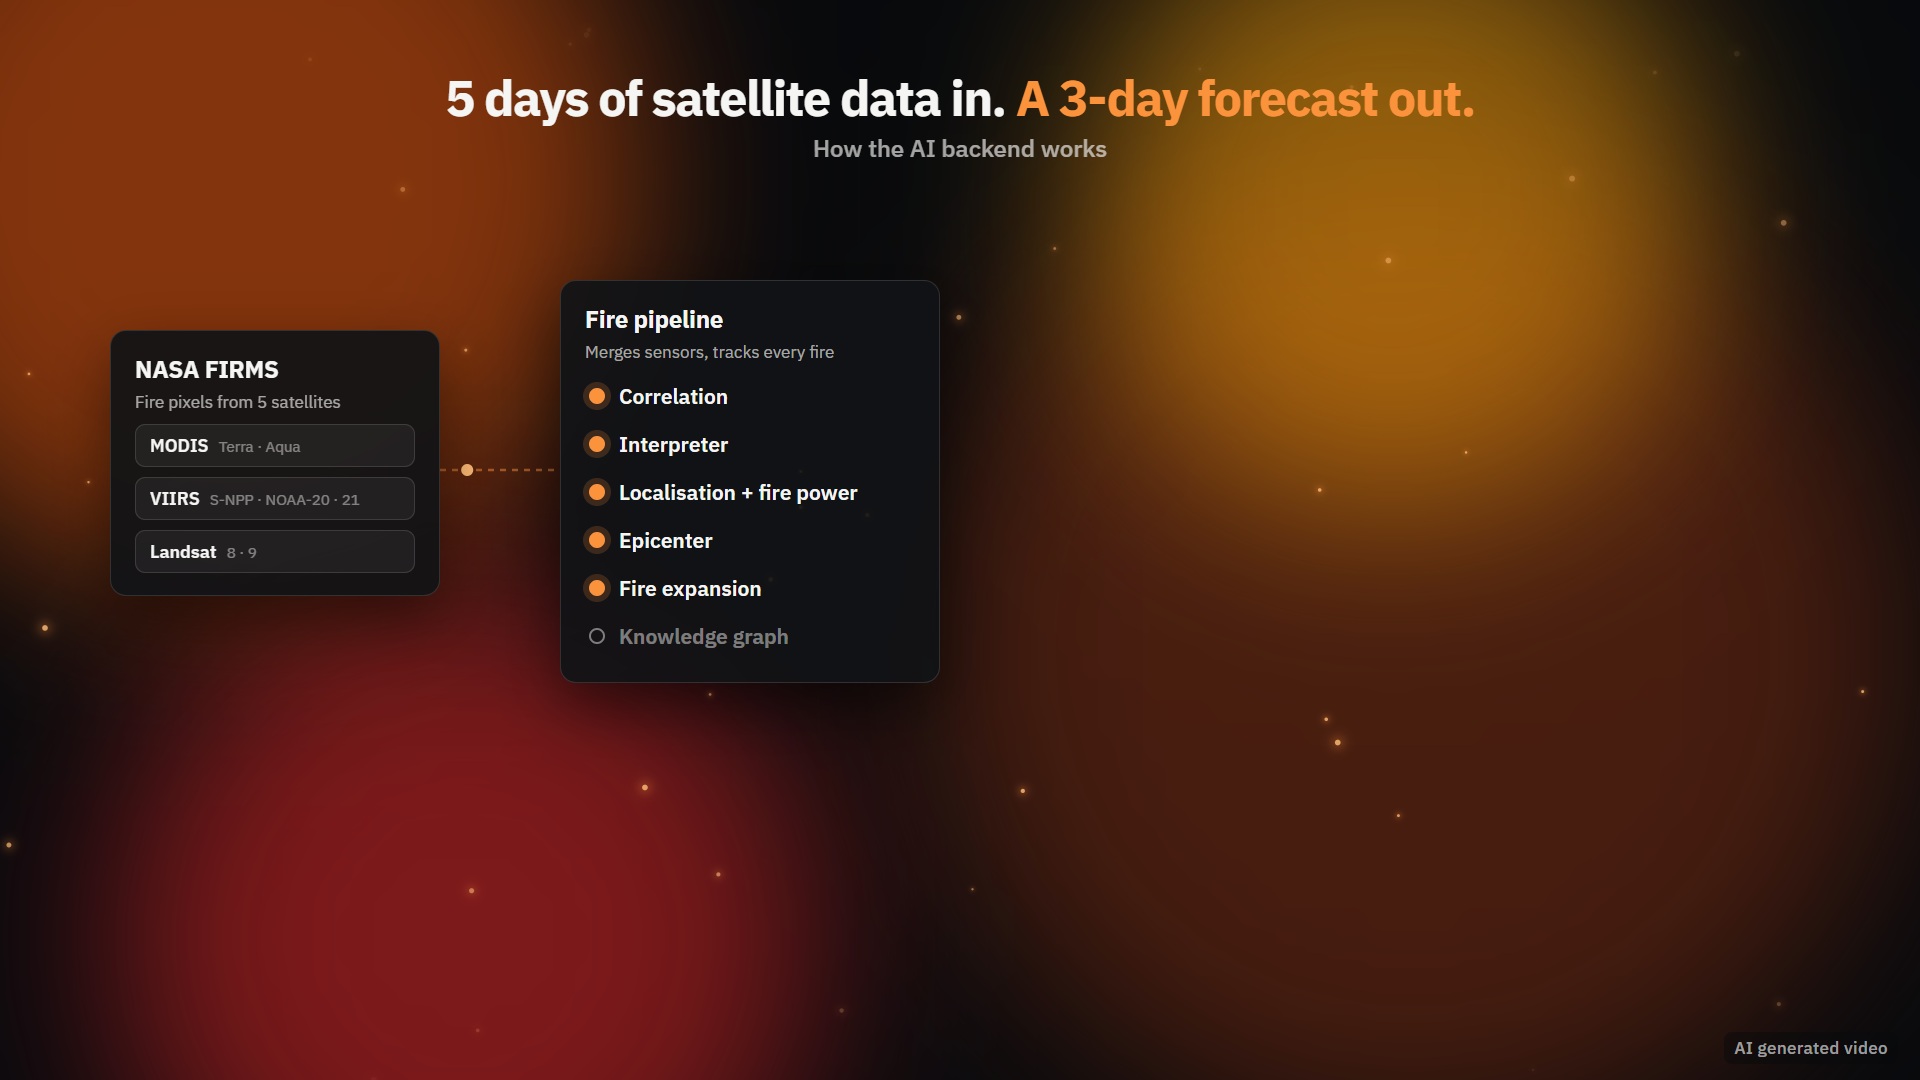 5 days of satellite data in. A 3-day forecast out.
How the AI backend works
NASA FIRMS
Fire pixels from 5 satellites
MODIS Terra · Aqua
VIIRS S-NPP · NOAA-20 · 21
Landsat 8 · 9
Fire pipeline
Merges sensors, tracks every fire
Correlation
Interpreter
Localisation + fire power
Epicenter
Fire expansion
Knowledge graph
AI generated video